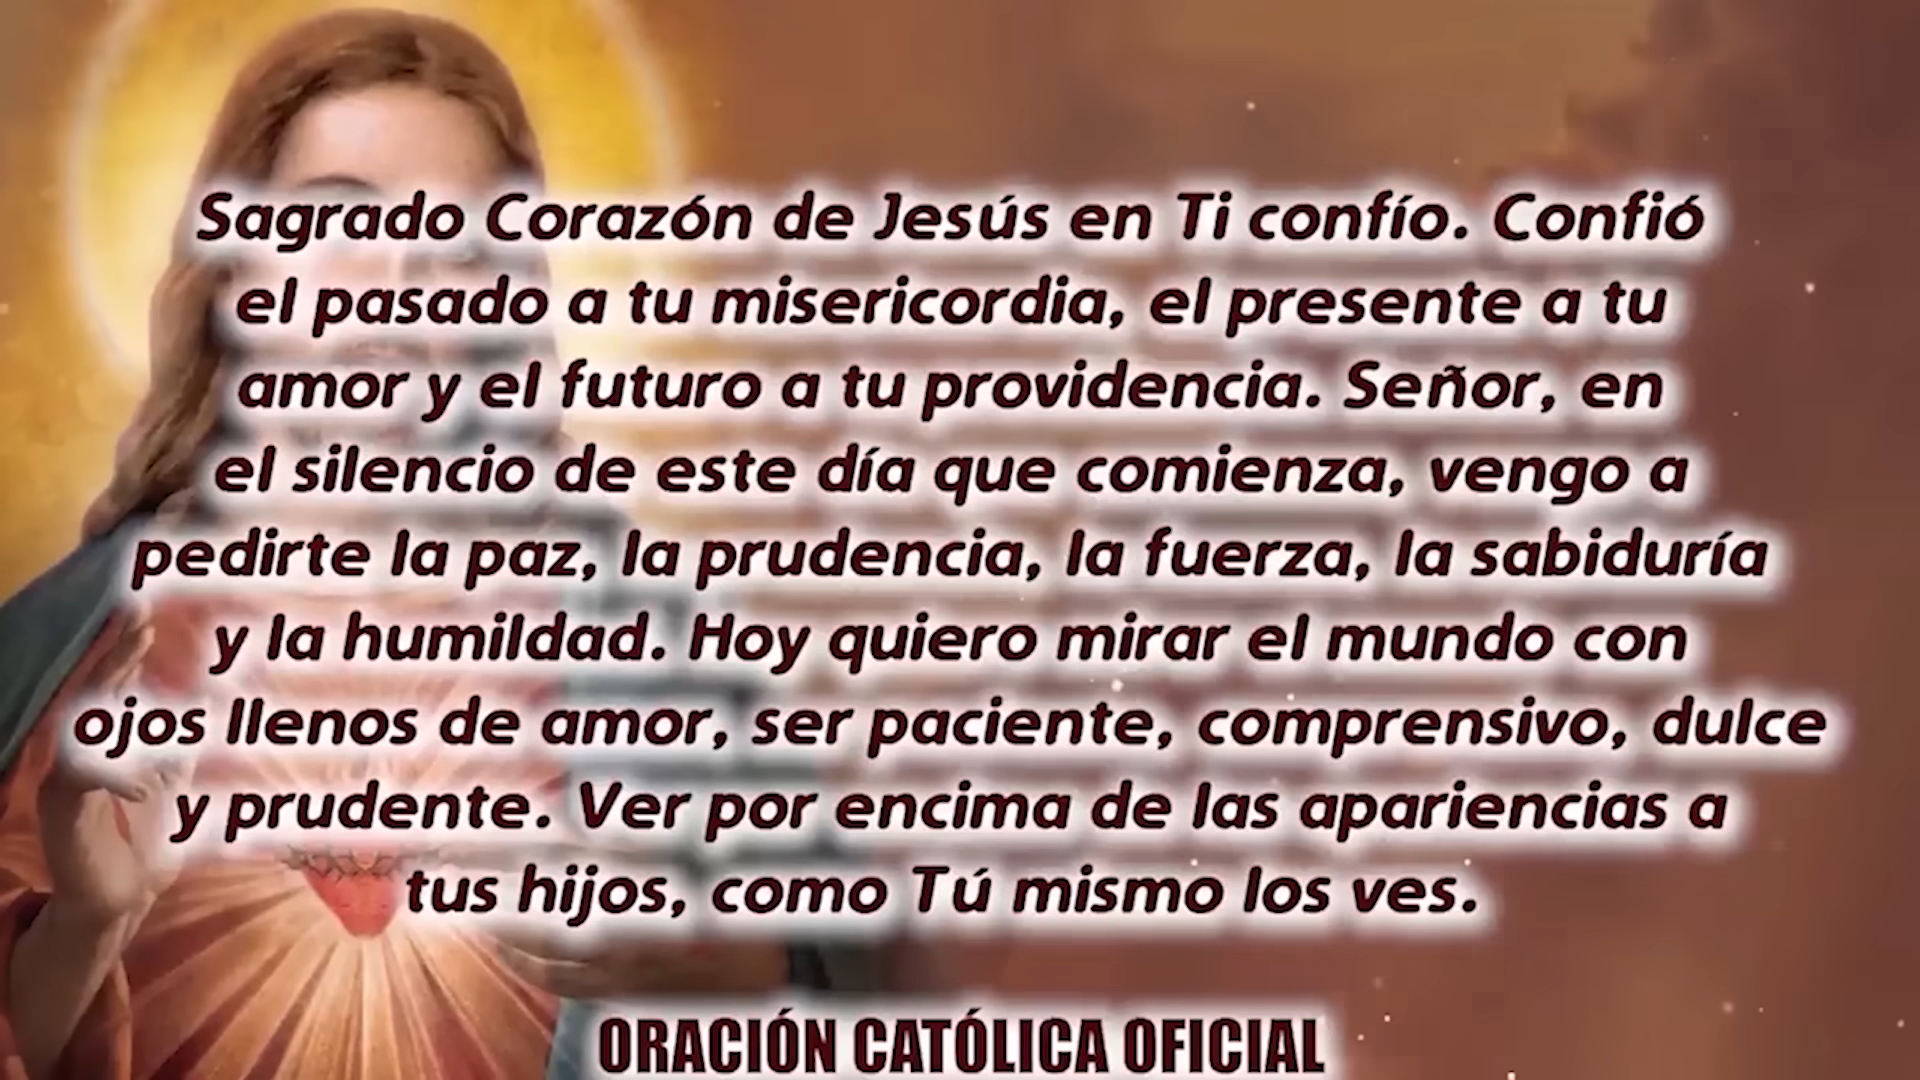 Sagrado Corazón de Jesús en Ti confío. Confió
el pasado a tu misericordia, el presente a tu
amor y el futuro a tu providencia. Señor, en
el silencio de este día que comienza, vengo a
pedirte la paz, la prudencia, la fuerza, la sabiduría
y la humildad. Hoy quiero mirar el mundo con
ojos llenos de amor, ser paciente, comprensivo, dulce
y prudente. Ver por encima de las apariencias a
tus hijos, como Tú mismo los ves.
ORACIÓN CATÓLICA OFICIAL